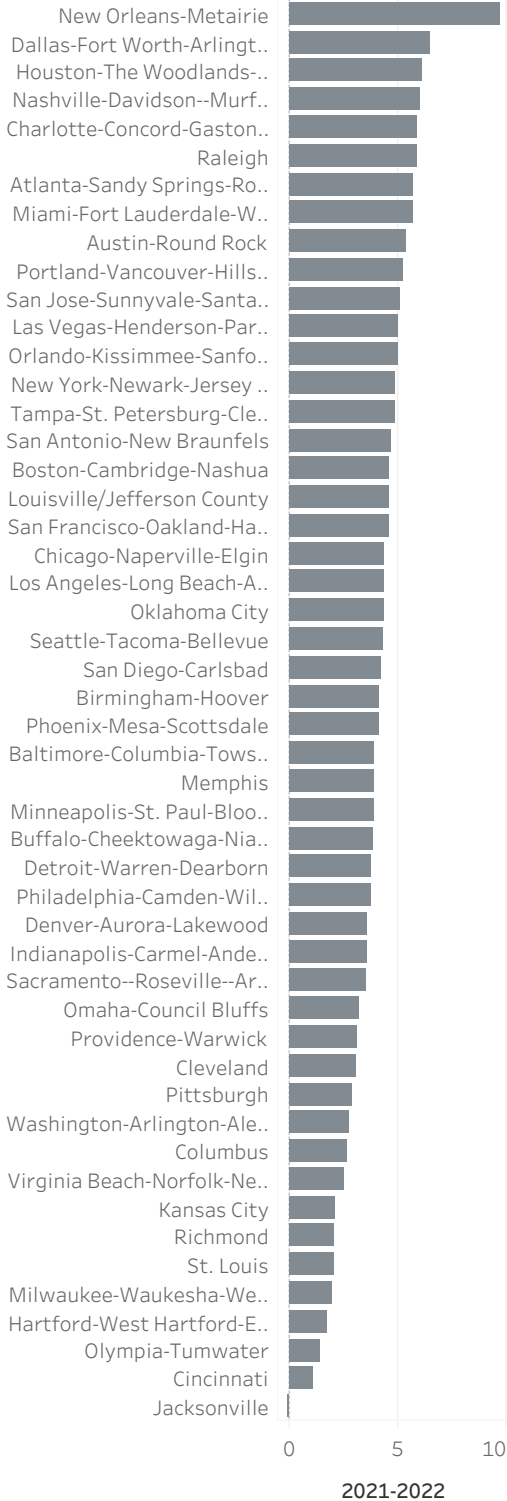 New Orleans-Metairie
Dallas-Fort Worth-Arlingt..
Houston-The Woodlands-..
Nashville-Davidson--Murf..
Charlotte-Concord-Gaston..
Raleigh
Atlanta-Sandy Springs-Ro..
Miami-Fort Lauderdale-W..
Austin-Round Rock
Portland-Vancouver-Hills..
San Jose-Sunnyvale-Santa..
Las Vegas-Henderson-Par..
Orlando-Kissimmee-Sanfo..
New York-Newark-Jersey ..
Tampa-St. Petersburg-Cle..
San Antonio-New Braunfels
Boston-Cambridge-Nashua
Louisville/Jefferson County
San Francisco-Oakland-Ha..
Chicago-Naperville-Elgin
Los Angeles-Long Beach-A..
Oklahoma City
Seattle-Tacoma-Bellevue
San Diego-Carlsbad
Birmingham-Hoover
Phoenix-Mesa-Scottsdale
Baltimore-Columbia-Tows..
Memphis
Minneapolis-St. Paul-Bloo..
Buffalo-Cheektowaga-Nia..
Detroit-Warren-Dearborn
Philadelphia-Camden-Wil..
Denver-Aurora-Lakewood
Indianapolis-Carmel-Ande..
Sacramento--Roseville--Ar..
Omaha-Council Bluffs
Providence-Warwick
Cleveland
Pittsburgh
Washington-Arlington-Ale..
Columbus
Virginia Beach-Norfolk-Ne..
Kansas City
Richmond
St. Louis
Milwaukee-Waukesha-We..
Hartford-West Hartford-E..
Olympia-Tumwater
Cincinnati
Jacksonville
0 5 10
2021-2022